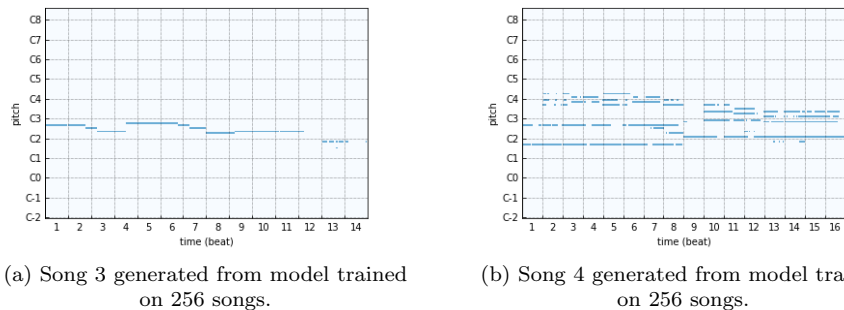 C8
C7
C6
C5
C4
C3
C2
C1
C0
C-1
C-2
pitch
1 2 3 4 5 6 7 8 9 10 11 12 13 14
time (beat)
(a) Song 3 generated from model trained
on 256 songs.
C8
C7
C6
C5
C4
C3
C2
C1
C0
C-1
C-2
pitch
1 2 3 4 5 6 7 8 9 10 11 12 13 14 15 16
time (beat)
(b) Song 4 generated from model trai
on 256 songs.